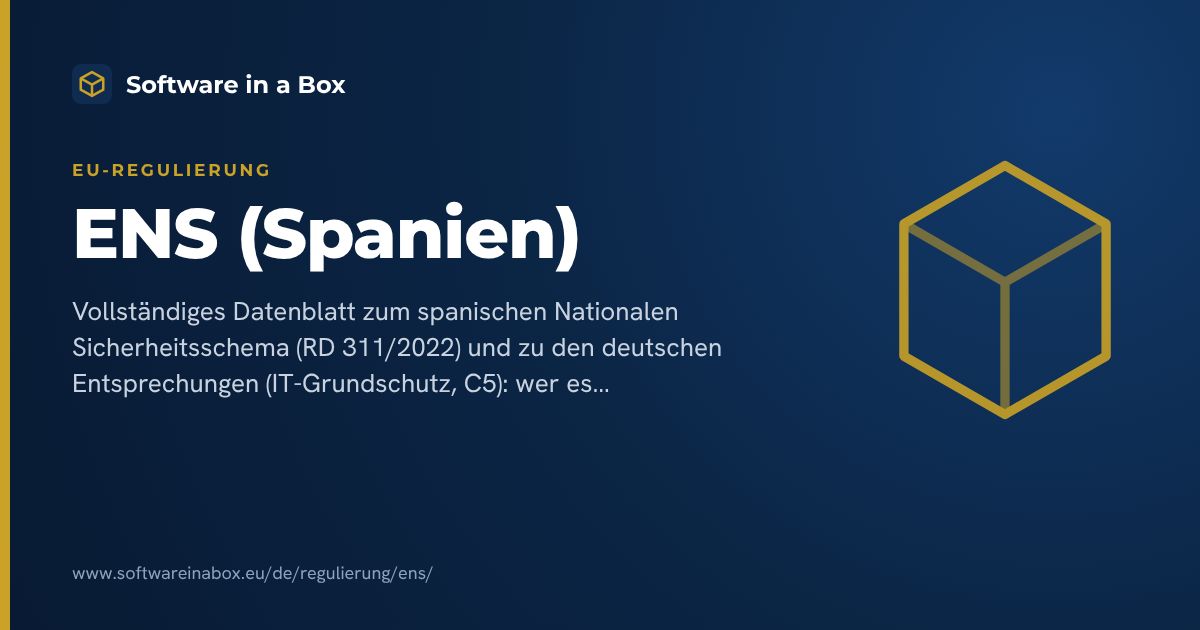 Software in a Box
EU-REGULIERUNG
ENS (Spanien)
Vollständiges Datenblatt zum spanischen Nationalen
Sicherheitsschema (RD 311/2022) und zu den deutschen
Entsprechungen (IT-Grundschutz, C5): wer es…
www.softwareinabox.eu/de/regulierung/ens/